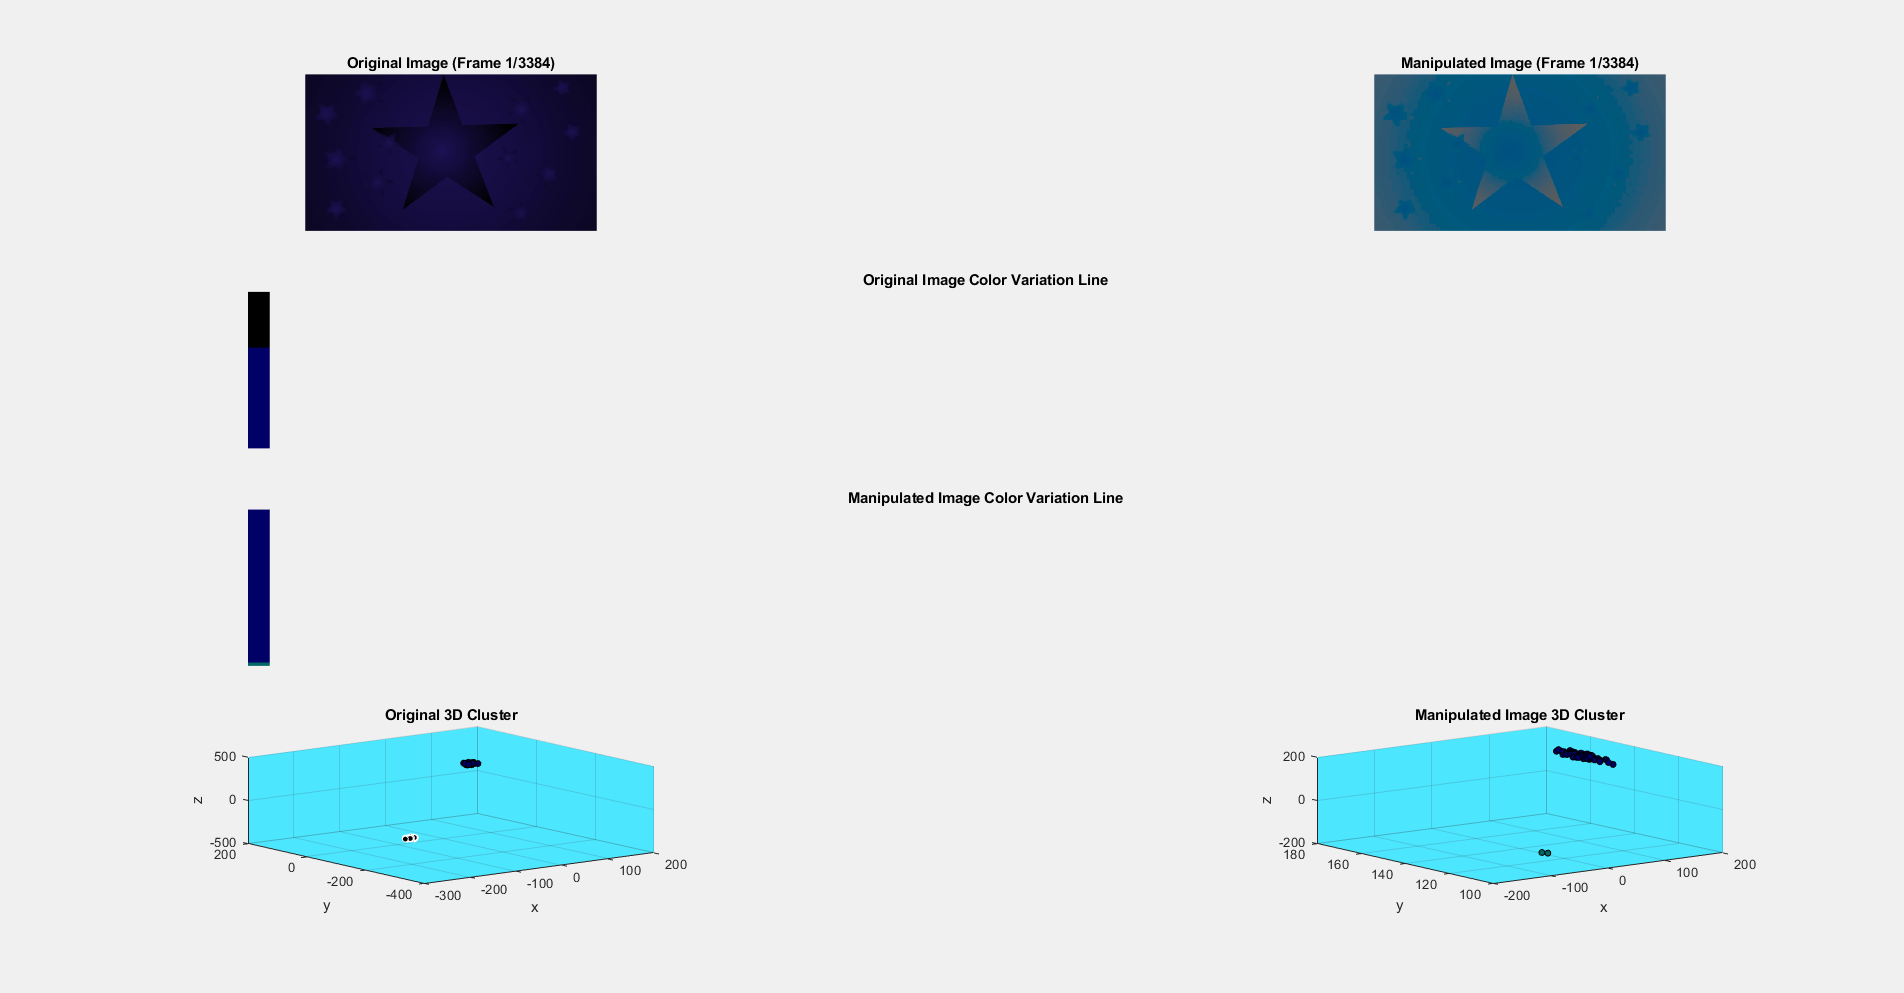 Original Image (Frame 1/3384)
Manipulated Image (Frame 1/3384)
Original Image Color Variation Line
Manipulated Image Color Variation Line
Original 3D Cluster
500
0
-500
z
200
0
-200
-400
y
-300
-200
-100
0
100
200
x
Manipulated Image 3D Cluster
200
0
-200
z
180
160
140
120
100
y
-200
-100
0
100
200
x